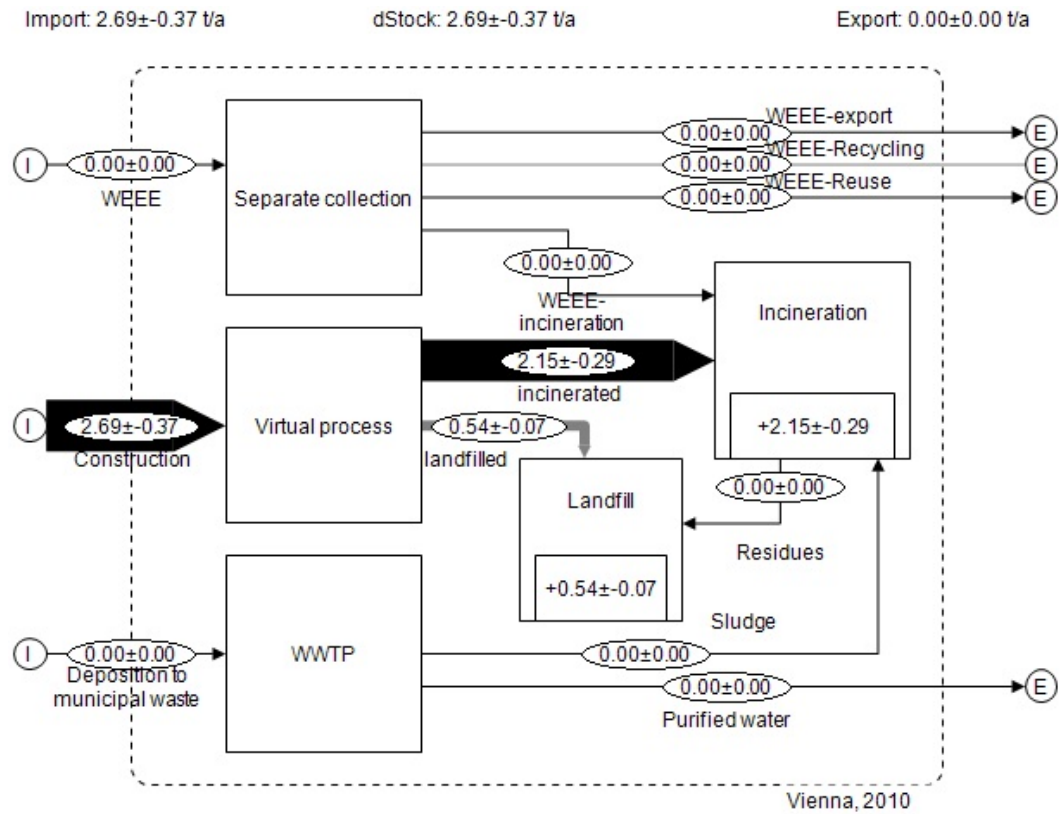 Import: 2.69±-0.37 t/a
dStock: 2.69±-0.37 t/a
Export: 0.00±0.00 t/a
I
0.00±0.00
WEEE
Separate collection
0.00±0.00
WEEE-export
E
0.00±0.00
WEEE-Recycling
E
0.00±0.00
WEEE-Reuse
E
0.00±0.00
WEEE-
incineration
Incineration
+2.15±-0.29
I
2.69±-0.37
Construction
Virtual process
2.15±-0.29
incinerated
0.54±-0.07
landfilled
Landfill
+0.54±-0.07
0.00±0.00
Residues
I
0.00±0.00
Deposition to
municipal waste
WWTP
Sludge
0.00±0.00
0.00±0.00
Purified water
E
Vienna, 2010